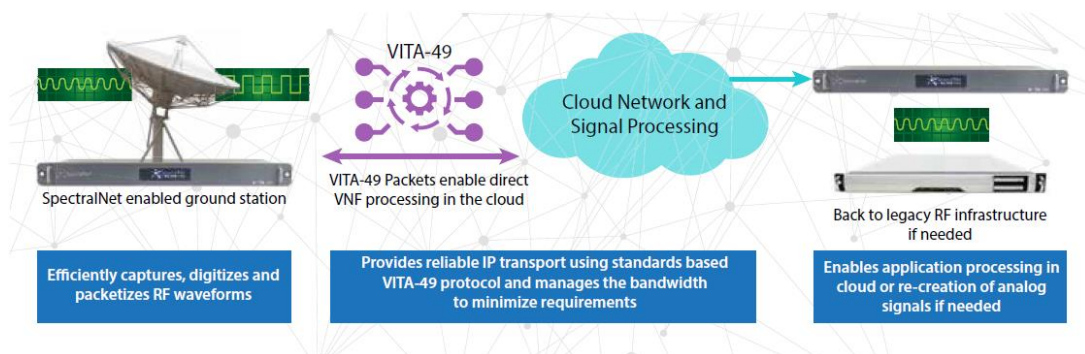 VITA-49
Cloud Network and
Signal Processing
SpectralNet enabled ground station
VITA-49 Packets enable direct
VNF processing in the cloud
Back to legacy RF infrastructure
if needed
Efficiently captures, digitizes and
packetizes RF waveforms
Provides reliable IP transport using standards based
VITA-49 protocol and manages the bandwidth
to minimize requirements
Enables application processing in
cloud or re-creation of analog
signals if needed